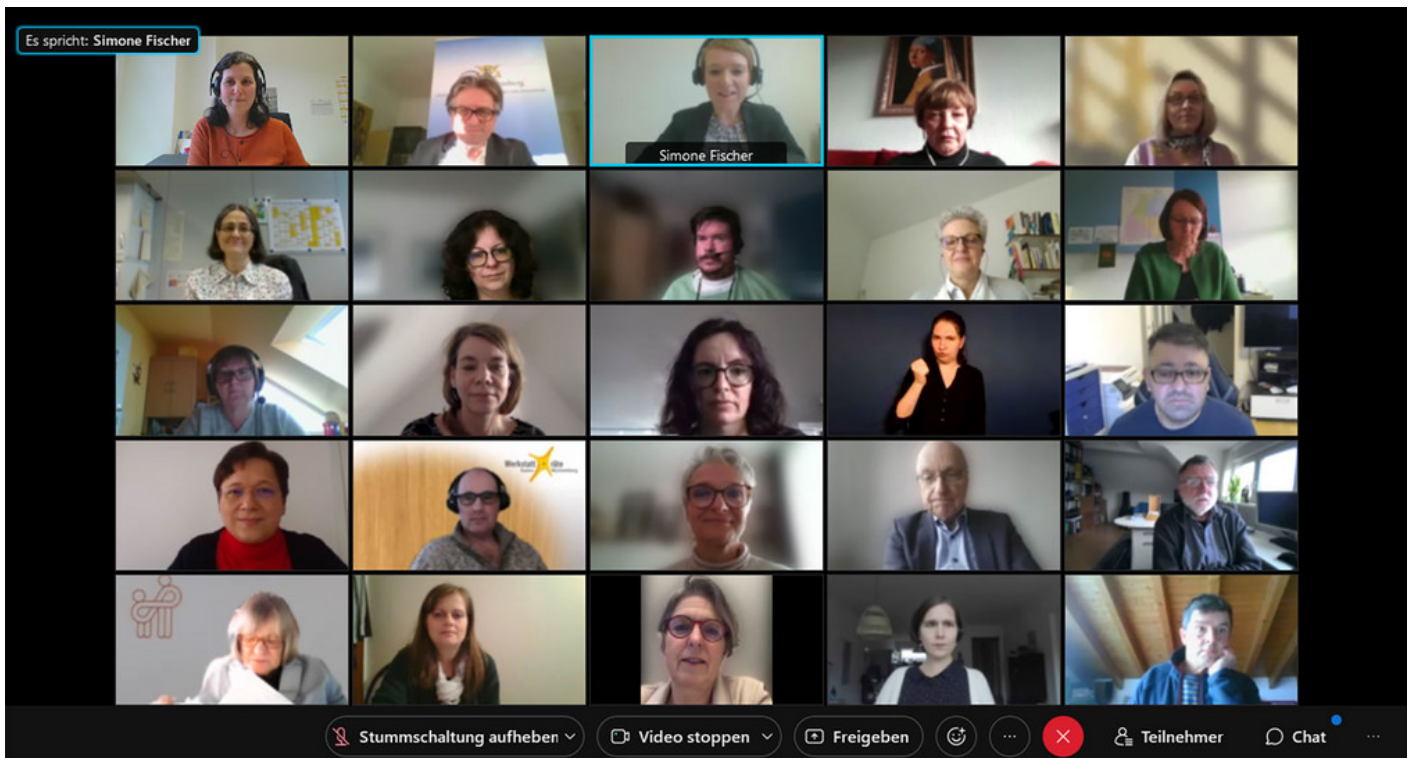 Es spricht: Simone Fischer
Simone Fischer
Stummschaltung aufheben
Video stoppen
Freigeben
Teilnehmer
Chat